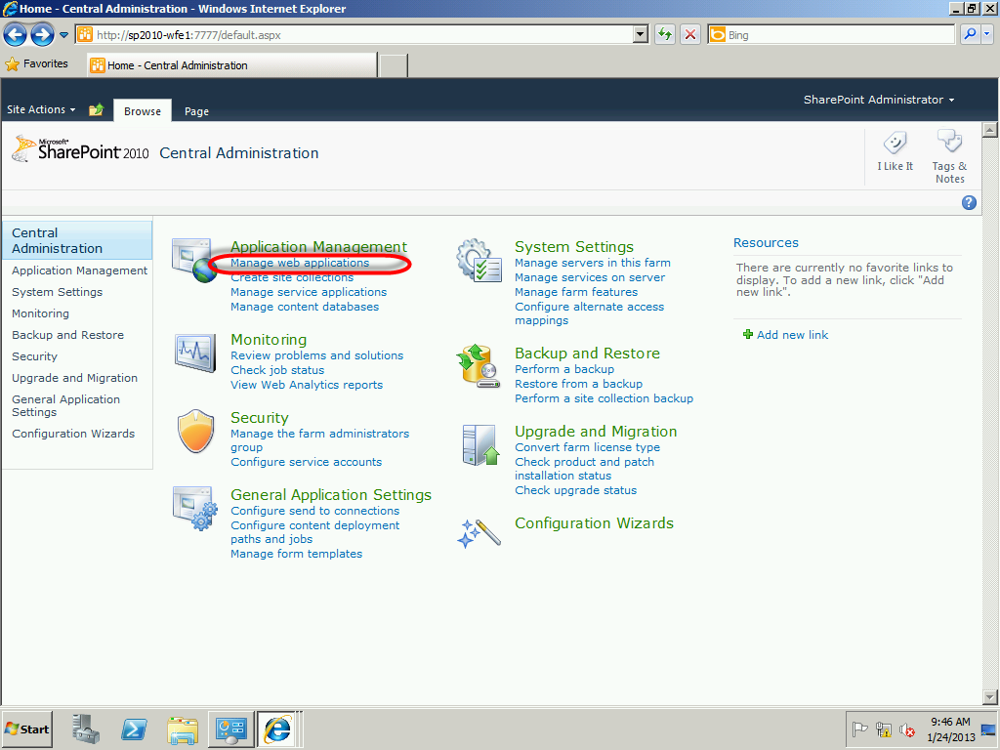 Home - Central Administration - Windows Internet Explorer
http://sp2010-wfe1:7777/default.aspx
Bing
Favorites
Home - Central Administration
Site Actions
Browse
Page
SharePoint Administrator
Microsoft
SharePoint 2010
Central Administration
I Like It
Tags &
Notes
Central
Administration
Application Management
System Settings
Monitoring
Backup and Restore
Security
Upgrade and Migration
General Application
Settings
Configuration Wizards
Application Management
Manage web applications
Create site collections
Manage service applications
Manage content databases
Monitoring
Review problems and solutions
Check job status
View Web Analytics reports
Security
Manage the farm administrators
group
Configure service accounts
General Application Settings
Configure send to connections
Configure content deployment
paths and jobs
Manage form templates
System Settings
Manage servers in this farm
Manage services on server
Manage farm features
Configure alternate access
mappings
Backup and Restore
Perform a backup
Restore from a backup
Perform a site collection backup
Upgrade and Migration
Convert farm license type
Check product and patch
installation status
Check upgrade status
Configuration Wizards
Resources
There are currently no favorite links to
display. To add a new link, click "Add
new link".
Add new link
Start
9:46 AM
1/24/2013